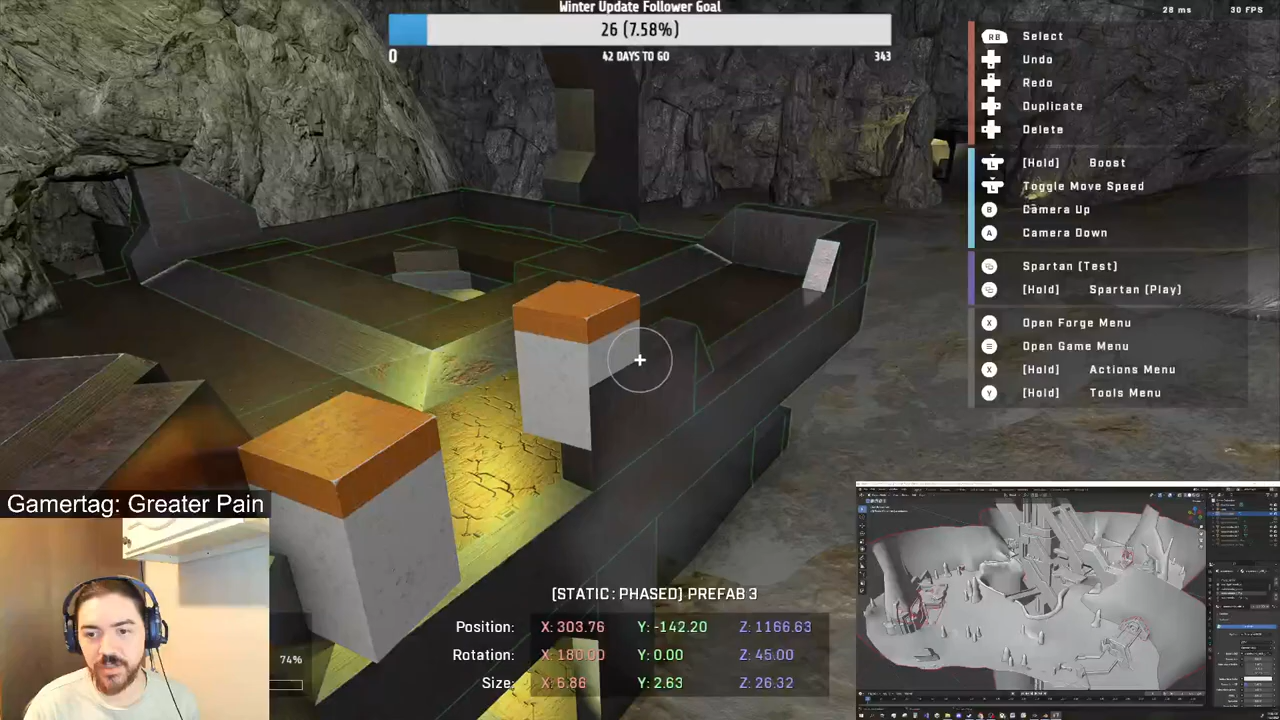 Winter Update Follower Goal
26 (7.58%)
0
42 DAYS TO GO
343
28 ms
30 FPS
RB Select
Undo
Redo
Duplicate
Delete
L [Hold] Boost
L Toggle Move Speed
B Camera Up
A Camera Down
Spartan (Test)
[Hold] Spartan (Play)
X Open Forge Menu
Open Game Menu
X [Hold] Actions Menu
Y [Hold] Tools Menu
Gamertag: Greater Pain
74%
[STATIC: PHASED] PREFAB 3
Position: X: 303.76 Y: -142.20 Z: 1166.63
Rotation: X: 180.00 Y: 0.00 Z: 45.00
Size: Y: 2.63 Z: 26.32